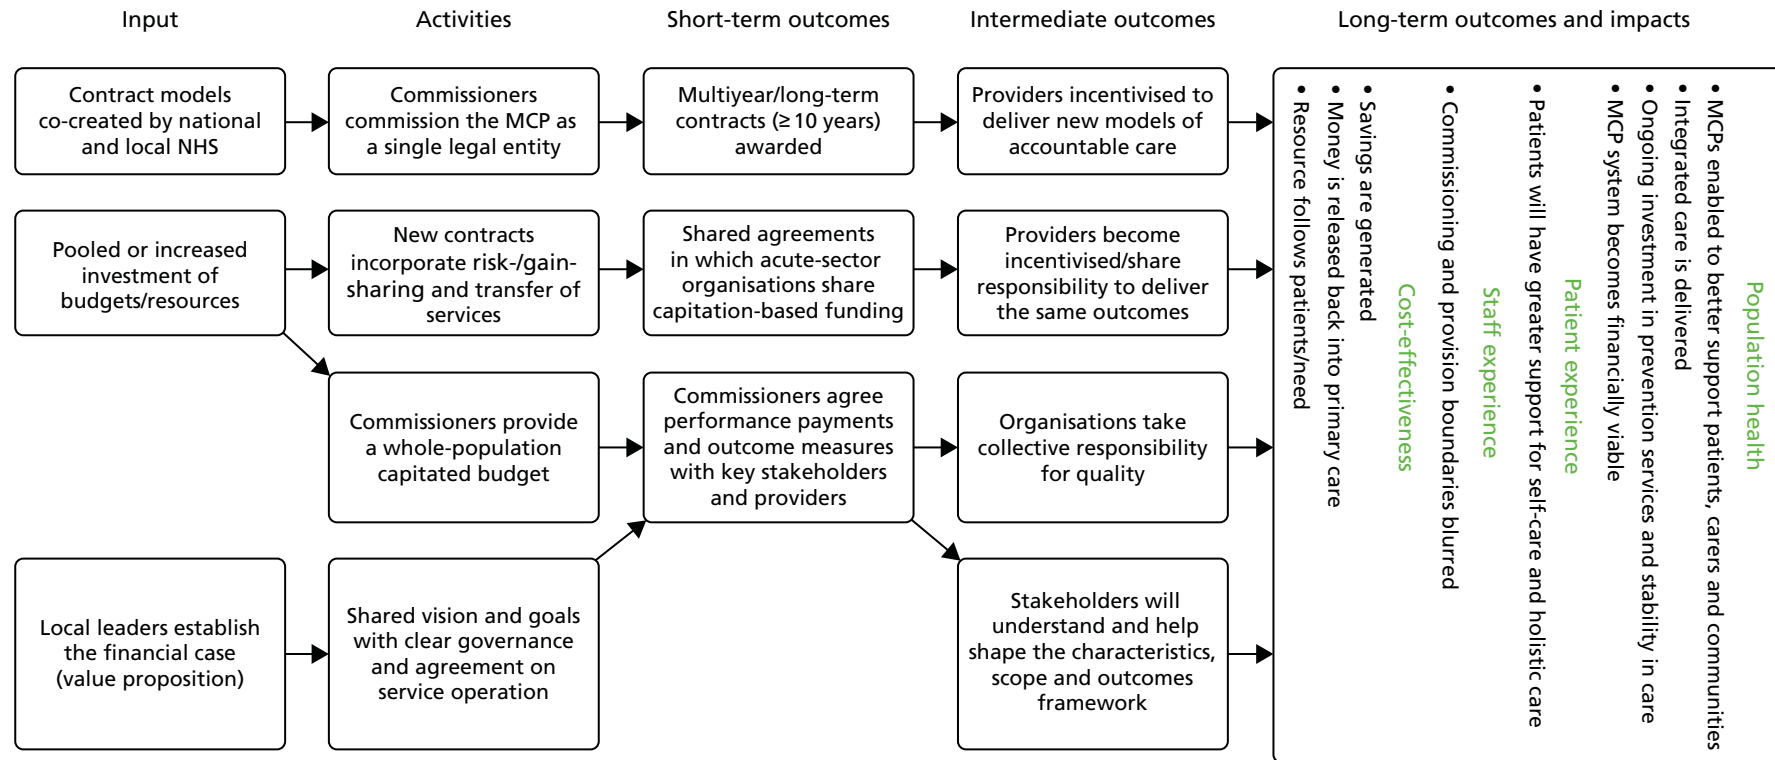 Input
Activities
Short-term outcomes
Intermediate outcomes
Long-term outcomes and impacts
Contract models
co-created by national
and local NHS
Commissioners
commission the MCP as
a single legal entity
Multiyear/long-term
contracts (≥ 10 years)
awarded
Providers incentivised to
deliver new models of
accountable care
Pooled or increased
investment of
budgets/resources
New contracts
incorporate risk-/gain-
sharing and transfer of
services
Shared agreements
in which acute-sector
organisations share
capitation-based funding
Providers become
incentivised/share
responsibility to deliver
the same outcomes
Commissioners provide
a whole-population
capitated budget
Commissioners agree
performance payments
and outcome measures
with key stakeholders
and providers
Organisations take
collective responsibility
for quality
Local leaders establish
the financial case
(value proposition)
Shared vision and goals
with clear governance
and agreement on
service operation
Stakeholders will
understand and help
shape the characteristics,
scope and outcomes
framework
Population health
• MCPs enabled to better support patients, carers and communities
• Integrated care is delivered
• Ongoing investment in prevention services and stability in care
• MCP system becomes financially viable
Patient experience
• Patients will have greater support for self-care and holistic care
Staff experience
• Commissioning and provision boundaries blurred
Cost-effectiveness
• Savings are generated
• Money is released back into primary care
• Resource follows patients/need